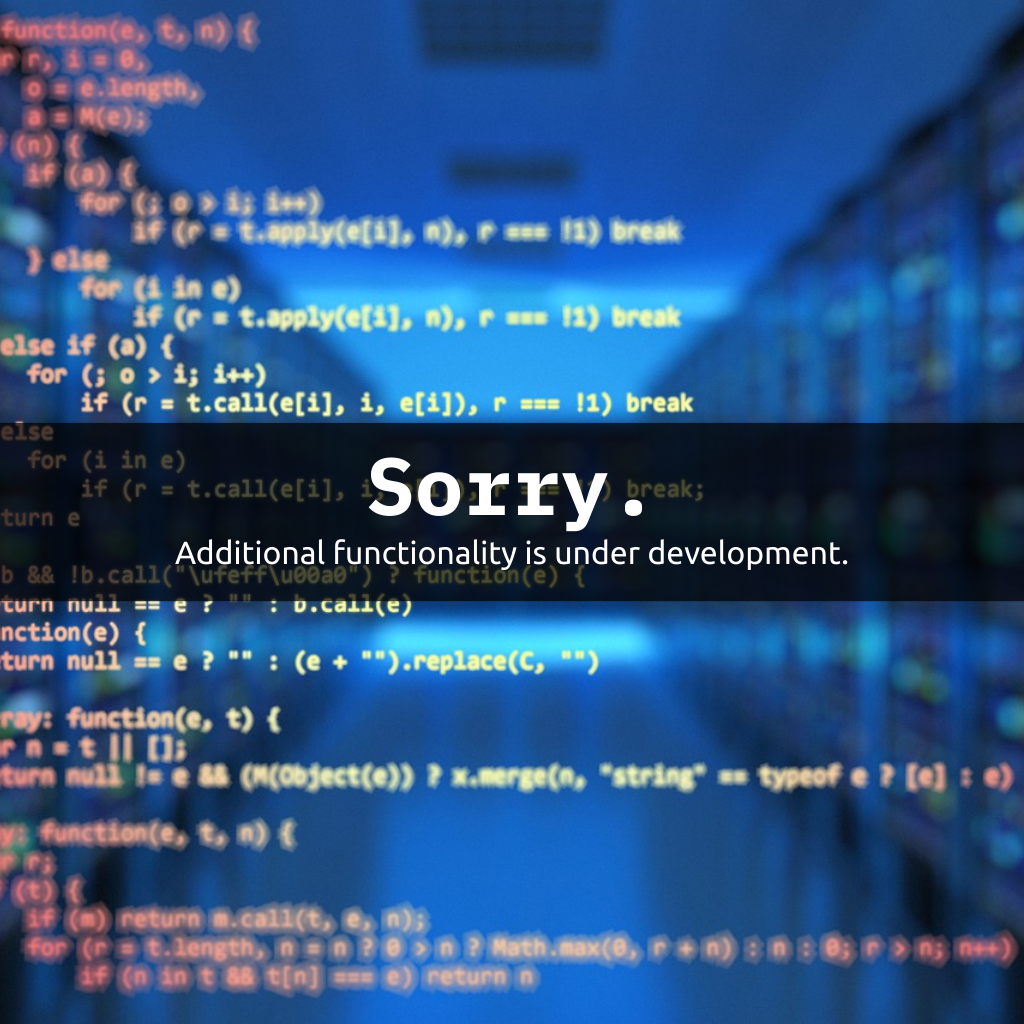 function(e, t, n) {
r r, i = 0,
o = e.length,
a = M(e);
(n) {
if (a) {
for (; o > i; i++)
if (r = t.apply(e[i], n), r === !1) break
} else
for (i in e)
if (r = t.apply(e[i], n), r === !1) break
else if (a) {
for (; o > i; i++)
if (r = t.call(e[i], i, e[i]), r === !1) break
else
for (i in e)
if (r = t.call(e[i], i, e[i]), r === !1) break;
turn e
Sorry.
Additional functionality is under development.
b && !b.call("\ufeff\u00a0") ? function(e) {
turn null == e ? "" : b.call(e)
nction(e) {
turn null == e ? "" : (e + "").replace(C, "")
ray: function(e, t) {
r n = t || [];
turn null != e && (M(Object(e)) ? x.merge(n, "string" == typeof e ? [e] : e)
y: function(e, t, n) {
r r;
(t) {
if (m) return m.call(t, e, n);
for (r = t.length, n = n ? 0 > n ? Math.max(0, r + n) : n : 0; r > n; n++)
if (n in t && t[n] === e) return n